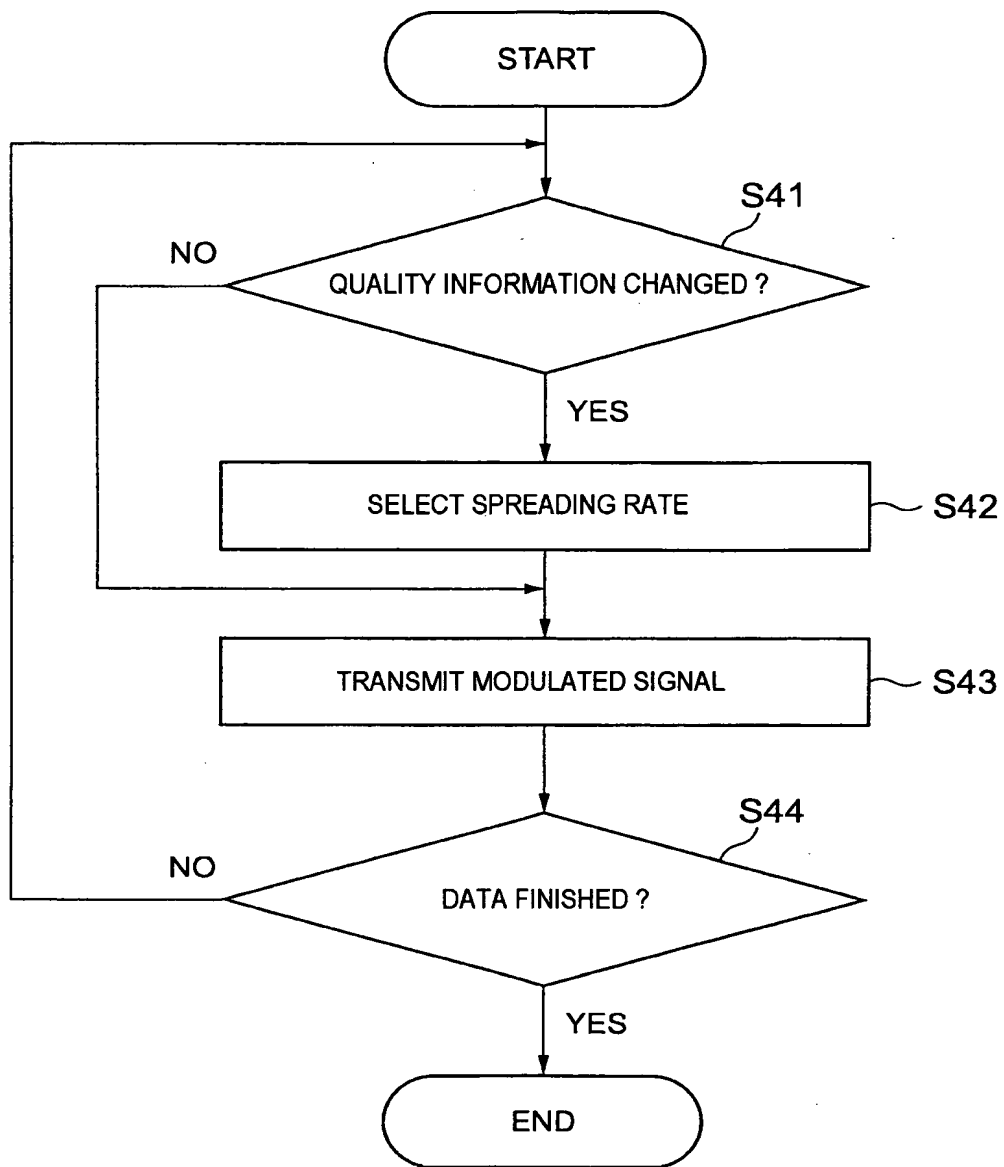 START
S41
NO
QUALITY INFORMATION CHANGED ?
YES
SELECT SPREADING RATE
S42
TRANSMIT MODULATED SIGNAL
S43
S44
NO
DATA FINISHED ?
YES
END